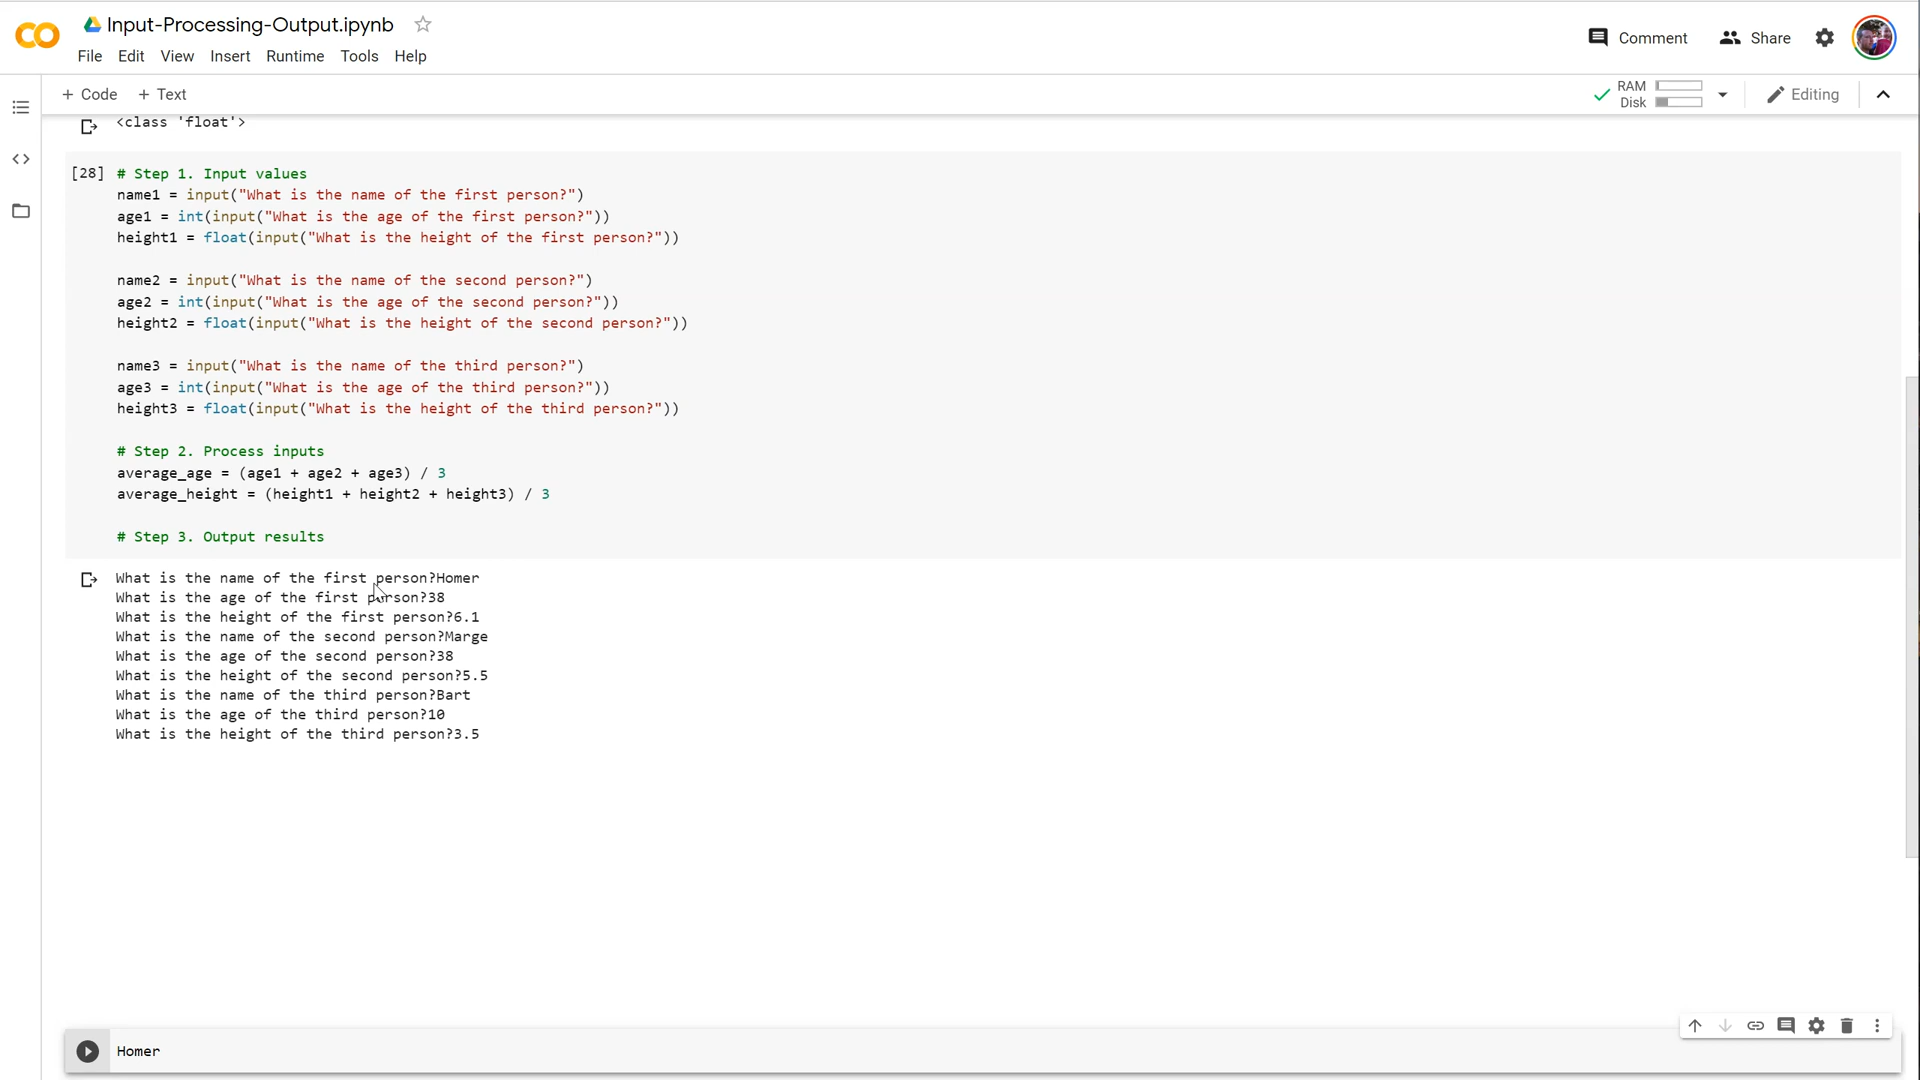 Input-Processing-Output.ipynb
File Edit View Insert Runtime Tools Help
Comment Share
+ Code + Text
RAM
Disk
Editing
<class 'float'>
[28] # Step 1. Input values
name1 = input("What is the name of the first person?")
age1 = int(input("What is the age of the first person?"))
height1 = float(input("What is the height of the first person?"))
name2 = input("What is the name of the second person?")
age2 = int(input("What is the age of the second person?"))
height2 = float(input("What is the height of the second person?"))
name3 = input("What is the name of the third person?")
age3 = int(input("What is the age of the third person?"))
height3 = float(input("What is the height of the third person?"))
# Step 2. Process inputs
average_age = (age1 + age2 + age3) / 3
average_height = (height1 + height2 + height3) / 3
# Step 3. Output results
What is the name of the first person?Homer
What is the age of the first person?38
What is the height of the first person?6.1
What is the name of the second person?Marge
What is the age of the second person?38
What is the height of the second person?5.5
What is the name of the third person?Bart
What is the age of the third person?10
What is the height of the third person?3.5
Homer